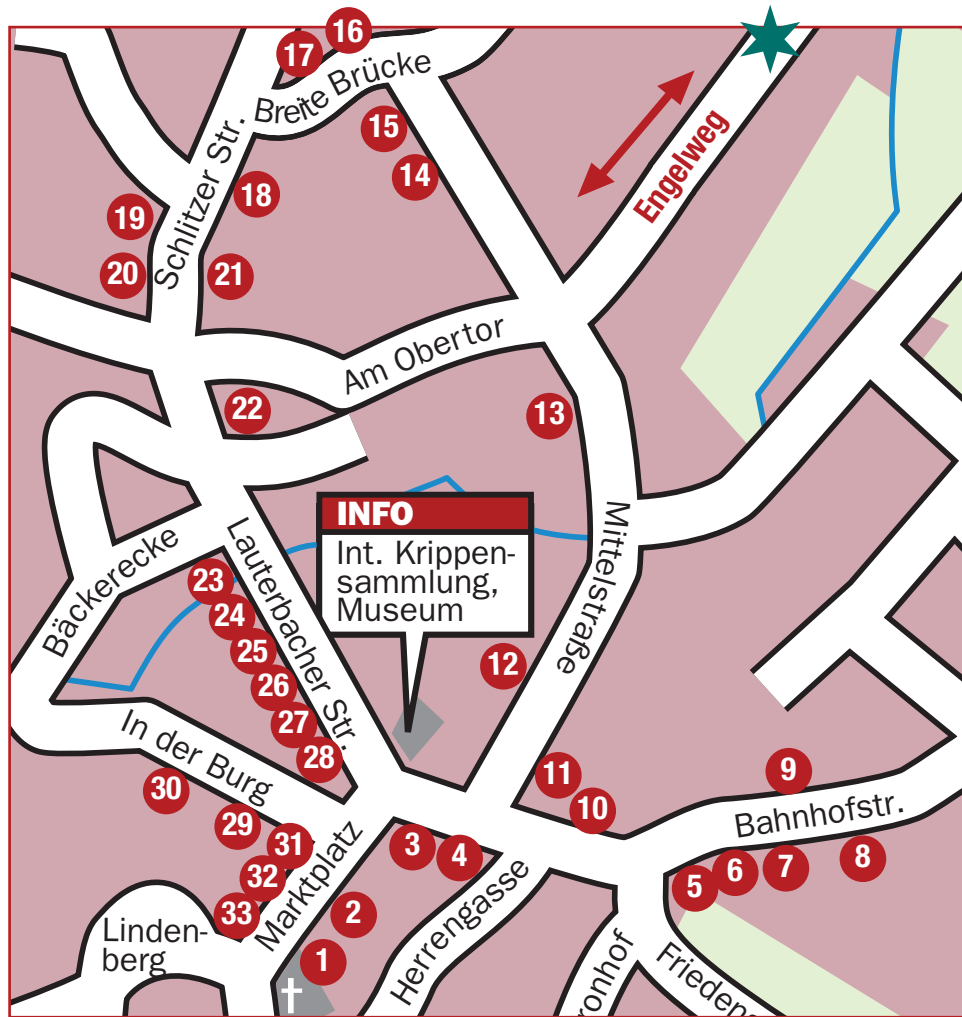 16
17
Breite Brücke
15
14
Engelweg
Schlitzer Str.
18
19
20
21
Am Obertor
22
13
INFO
Int. Krippen-
sammlung,
Museum
Mittelstraße
Lauterbacher Str.
Bäckerecke
23
24
25
26
27
28
12
In der Burg
30
29
31
32
33
Marktplatz
11
10
9
Bahnhofstr.
3
4
5
6
7
8
2
1
Herrengasse
Linden-
berg
ronhof
Friedens